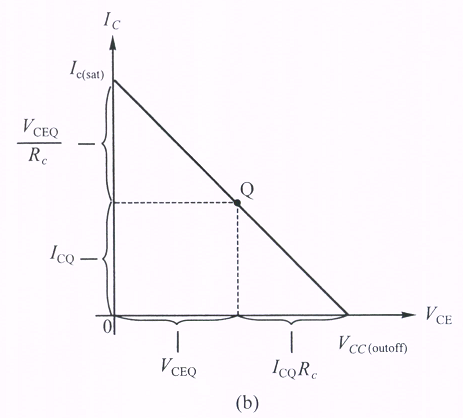 I_C
I_c(sat)
V_CEQ
R_c
Q
I_CQ
0
V_CE
V_CEQ
I_CQ R_c
V_CC(outoff)
(b)